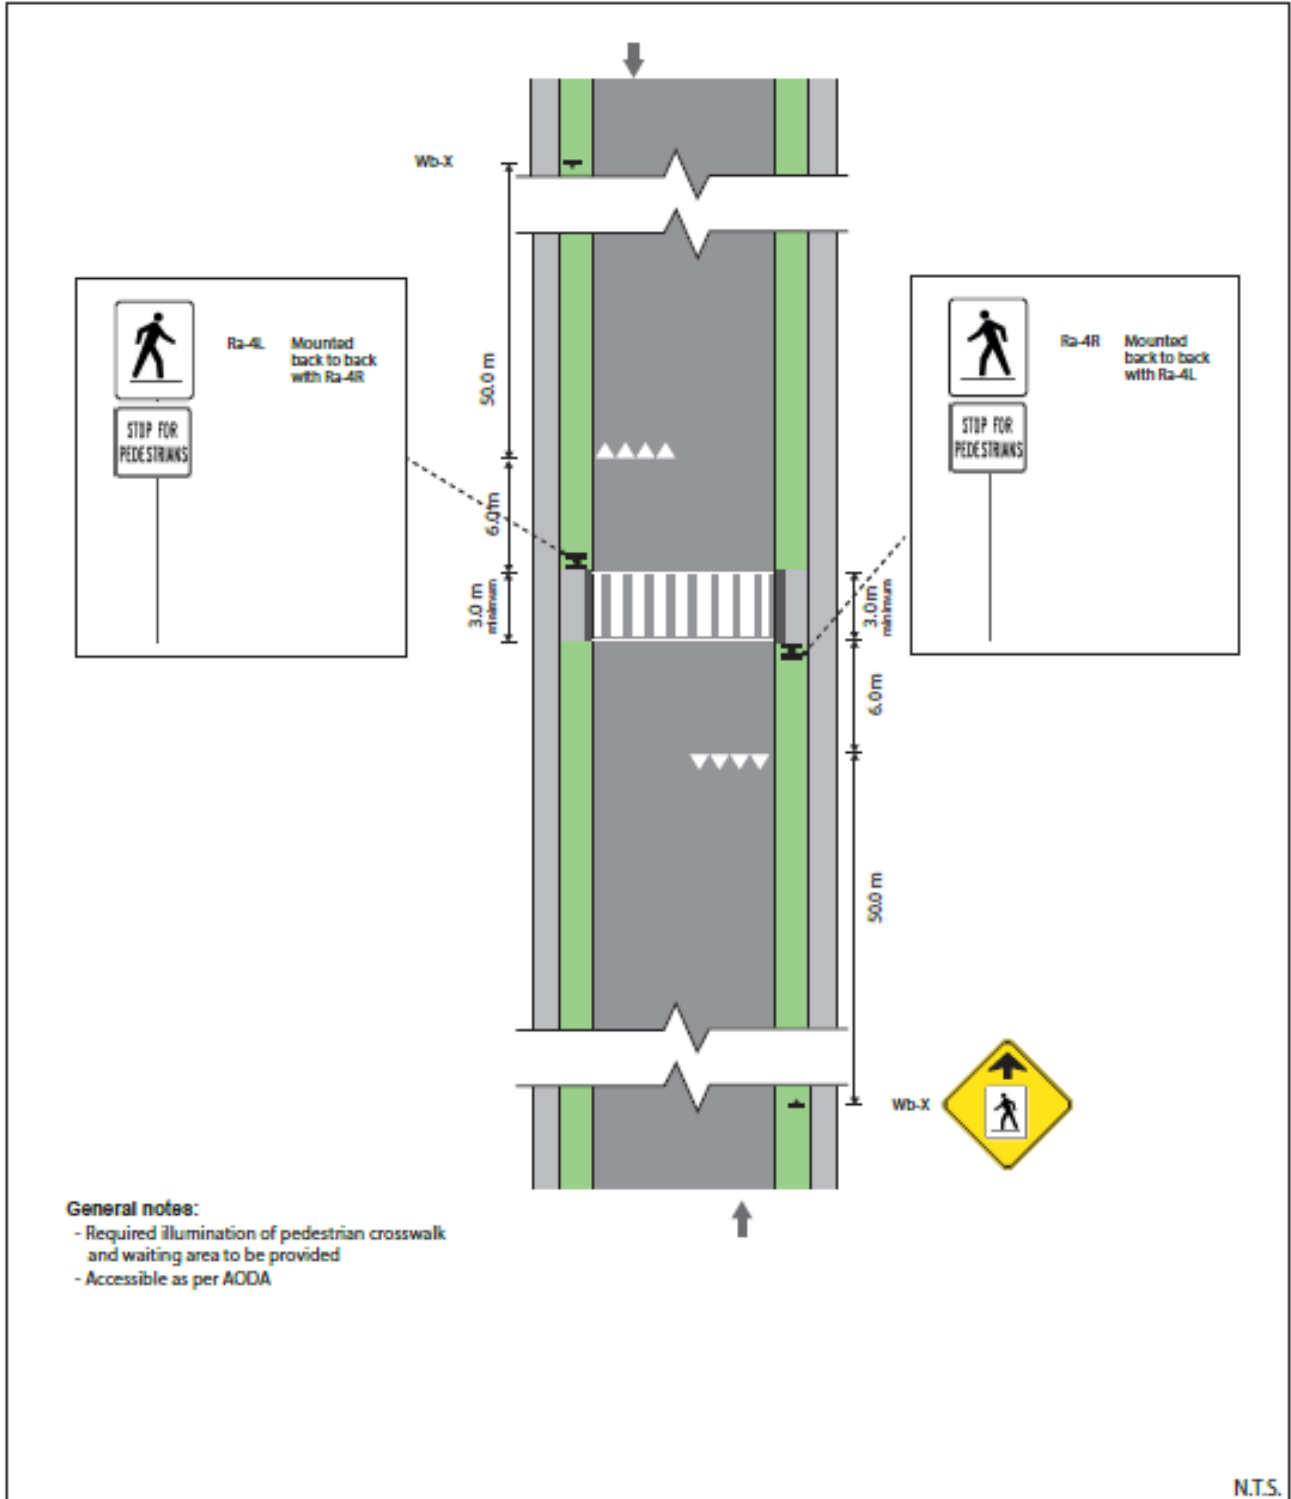 Wb-X
50.0 m
Ra-4L Mounted
back to back
with Ra-4R
STOP FOR
PEDESTRIANS
Ra-4R Mounted
back to back
with Ra-4L
STOP FOR
PEDESTRIANS
6.0 m
3.0 m
minimum
3.0 m
minimum
6.0 m
50.0 m
Wb-X
General notes:
- Required illumination of pedestrian crosswalk
and waiting area to be provided
- Accessible as per AODA
N.T.S.